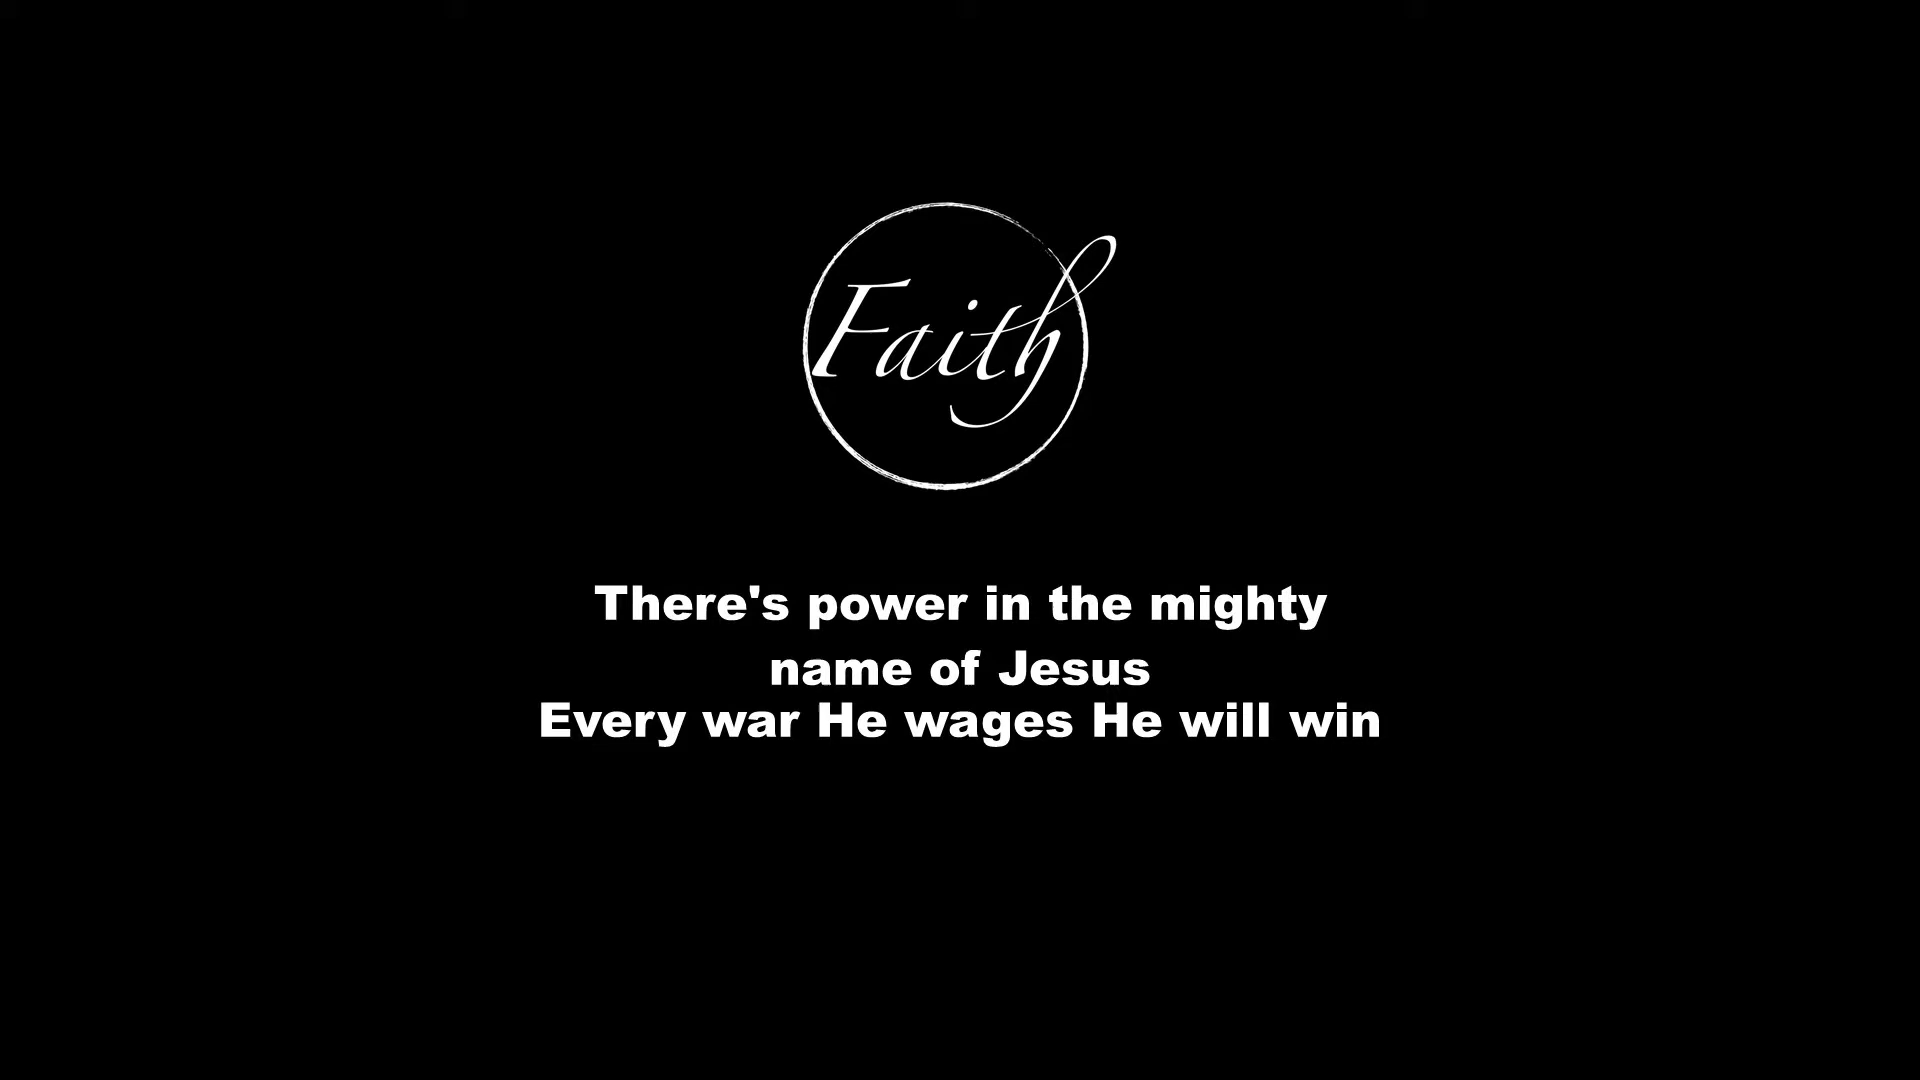 Faith
There's power in the mighty
name of Jesus
Every war He wages He will win